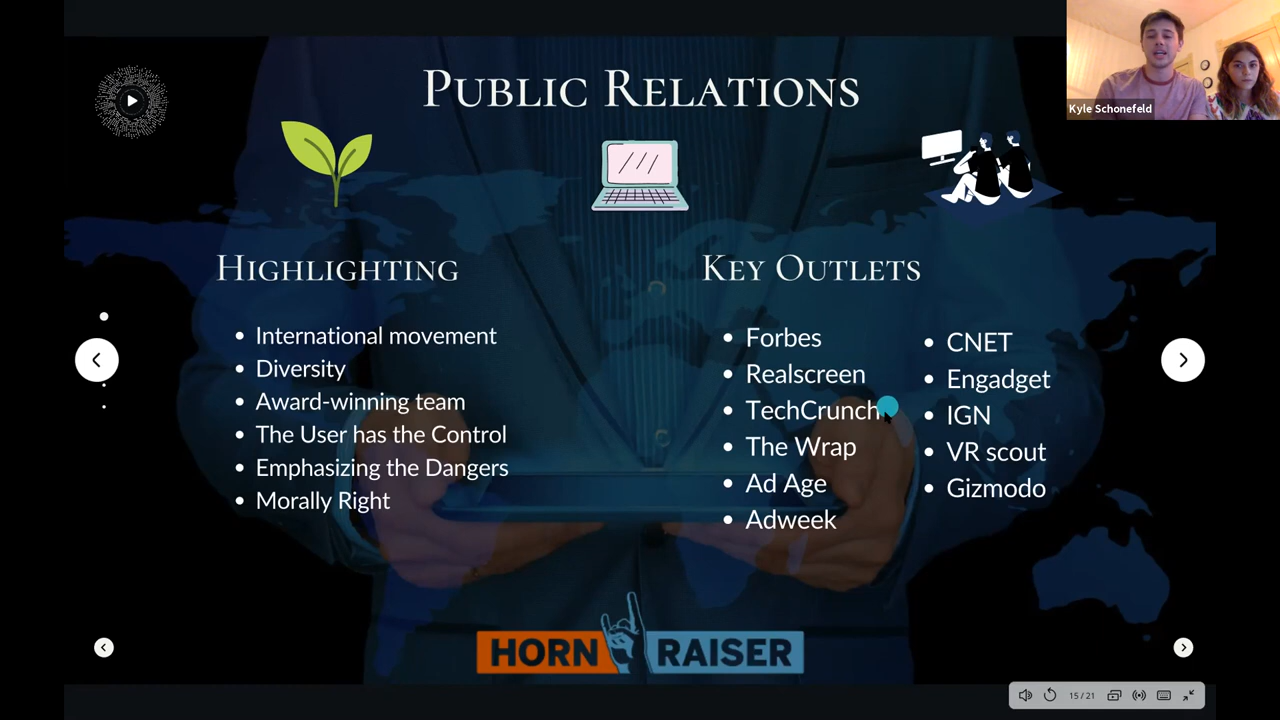 Public Relations
Kyle Schonefeld
Highlighting
International movement
Diversity
Award-winning team
The User has the Control
Emphasizing the Dangers
Morally Right
Key Outlets
Forbes
Realscreen
TechCrunch
The Wrap
Ad Age
Adweek
CNET
Engadget
IGN
VR scout
Gizmodo
HORN RAISER
15 / 21